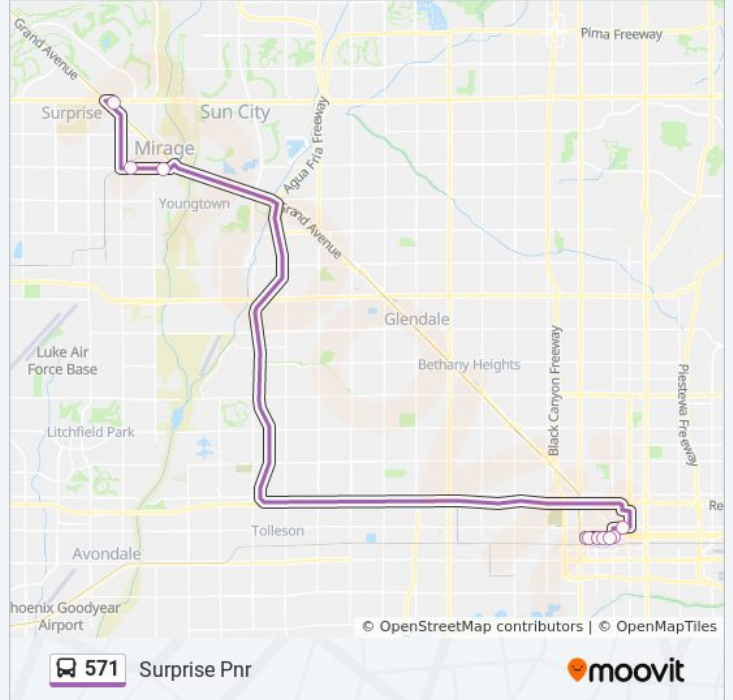 Grand Avenue
Pima Freeway
Surprise
Sun City
Mirage
Agua Fria Freeway
Youngtown
Grand Avenue
Glendale
Luke Air
Force Base
Bethany Heights
Black Canyon Freeway
Piestewa Freeway
Litchfield Park
Re
Tolleson
Avondale
hoenix Goodyear
Airport
© OpenStreetMap contributors | © OpenMapTiles
571 Surprise Pnr
moovit